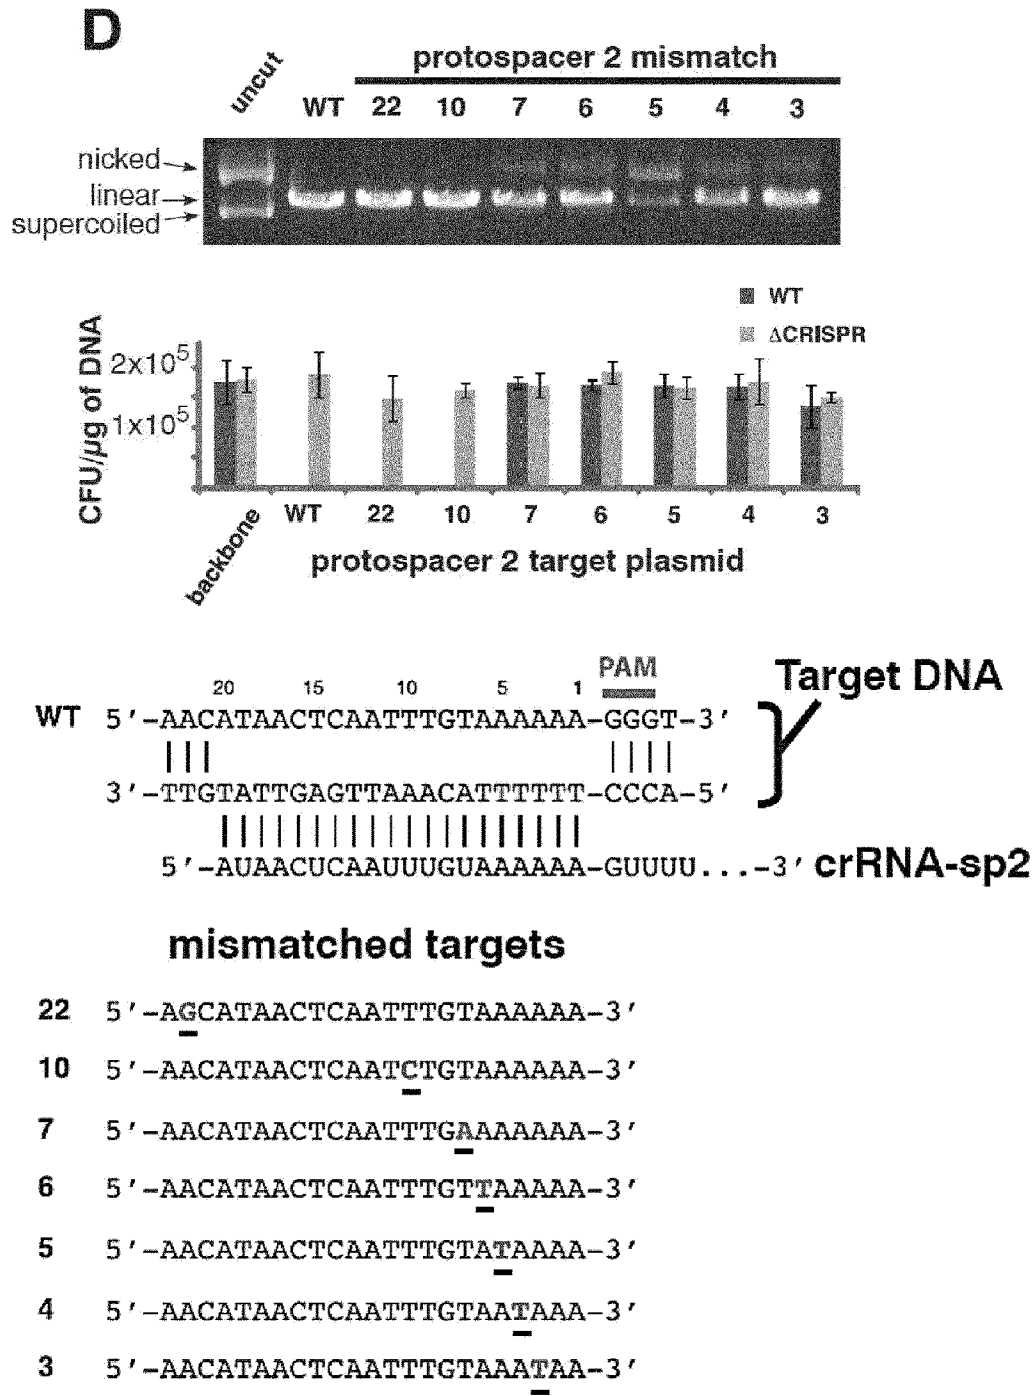 D
uncut
protospacer 2 mismatch
WT 22 10 7 6 5 4 3
nicked
linear
supercoiled
WT
ΔCRISPR
CFU/µg of DNA
2x10⁵
1x10⁵
backbone WT 22 10 7 6 5 4 3
protospacer 2 target plasmid
PAM
20 15 10 5 1
Target DNA
WT 5'-AACATAACTCAATTTGTAAAAAA-GGGT-3'
3'-TTGTATTGAGTTAAACATTTTTT-CCCA-5'
5'-AUAACUCAAUUUGUAAAAAA-GUUUU...-3' crRNA-sp2
mismatched targets
22 5'-AGCATAACTCAATTTGTAAAAAA-3'
10 5'-AACATAACTCAATCTGTAAAAAA-3'
7 5'-AACATAACTCAATTTGAAAAAAA-3'
6 5'-AACATAACTCAATTTGTTAAAAA-3'
5 5'-AACATAACTCAATTTGTATAAAA-3'
4 5'-AACATAACTCAATTTGTAATAAA-3'
3 5'-AACATAACTCAATTTGTAAATAA-3'